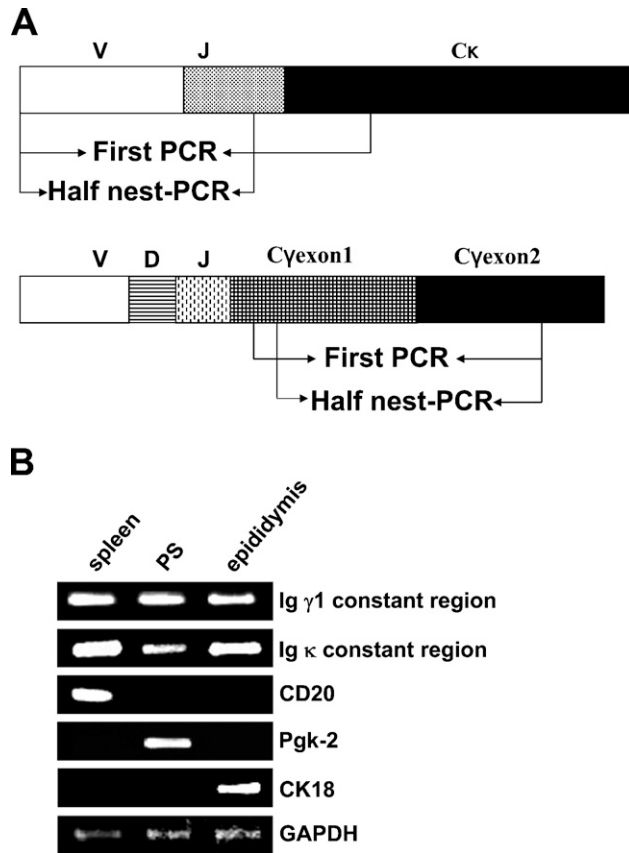 A
V J Cκ
First PCR
Half nest-PCR
V D J Cγexon1 Cγexon2
First PCR
Half nest-PCR
B
spleen PS epididymis
Ig γ1 constant region
Ig κ constant region
CD20
Pgk-2
CK18
GAPDH